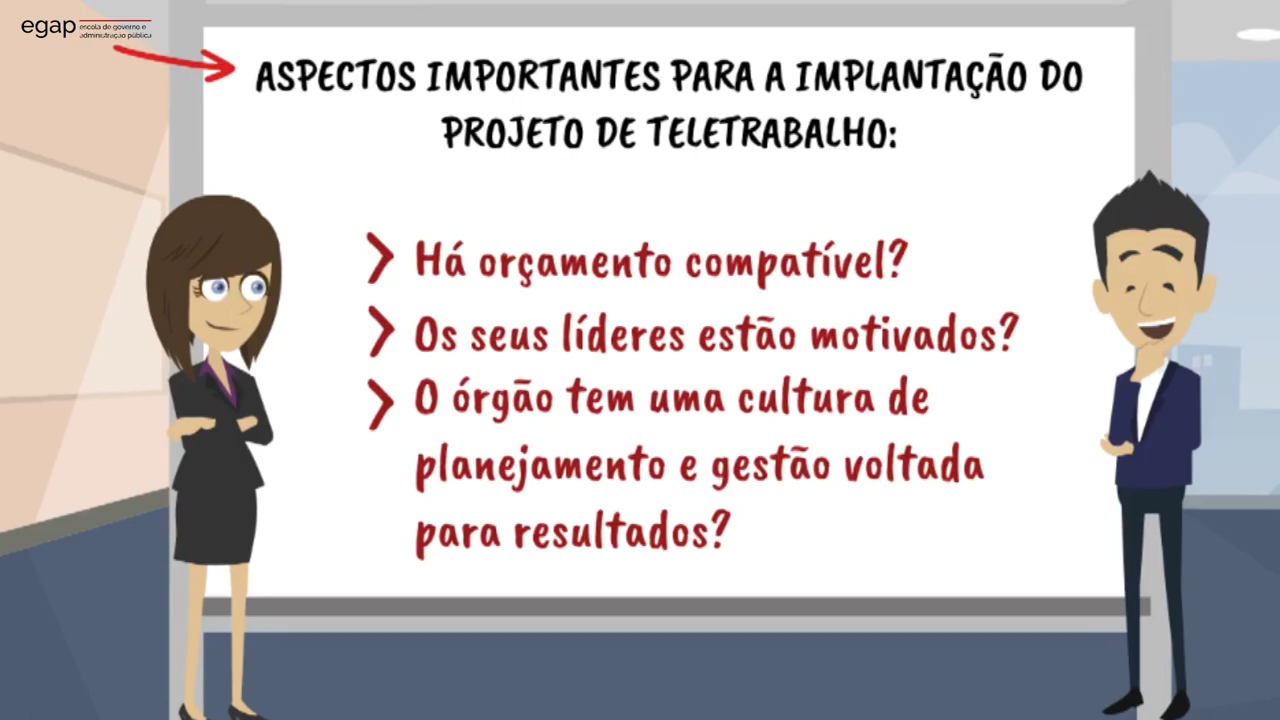 egap
escola de governo e
administração pública
ASPECTOS IMPORTANTES PARA A IMPLANTAÇÃO DO
PROJETO DE TELETRABALHO:
Há orçamento compatível?
Os seus líderes estão motivados?
O órgão tem uma cultura de
planejamento e gestão voltada
para resultados?